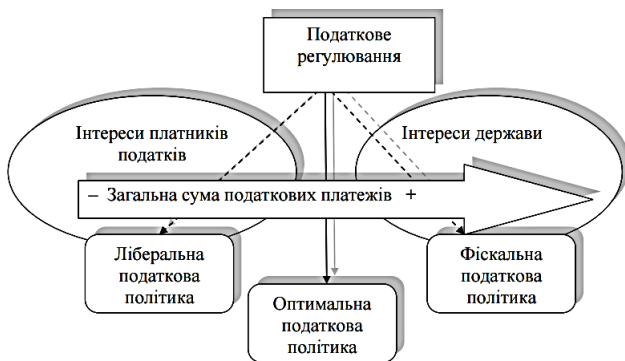 Податкове
регулювання
Інтереси платників
податків
Інтереси держави
– Загальна сума податкових платежів +
Ліберальна
податкова
політика
Оптимальна
податкова
політика
Фіскальна
податкова
політика